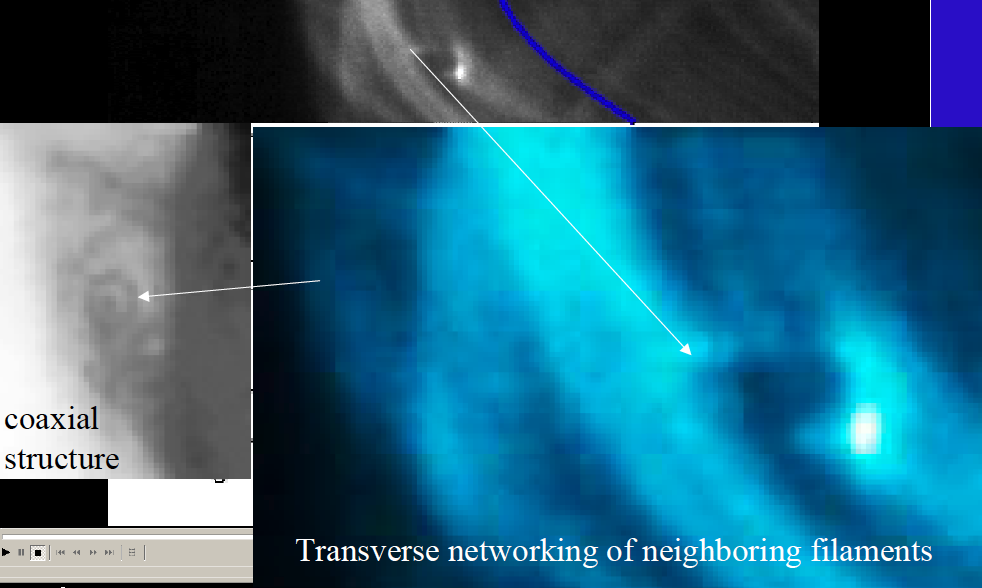 coaxial
structure
Transverse networking of neighboring filaments